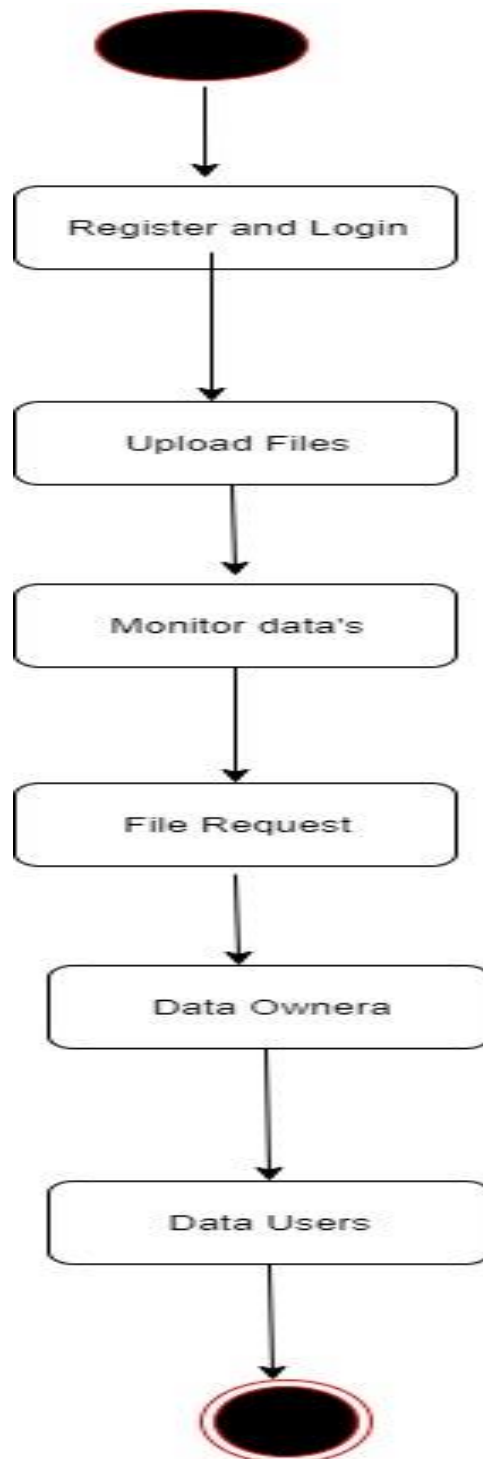 Register and Login
Upload Files
Monitor data's
File Request
Data Ownera
Data Users